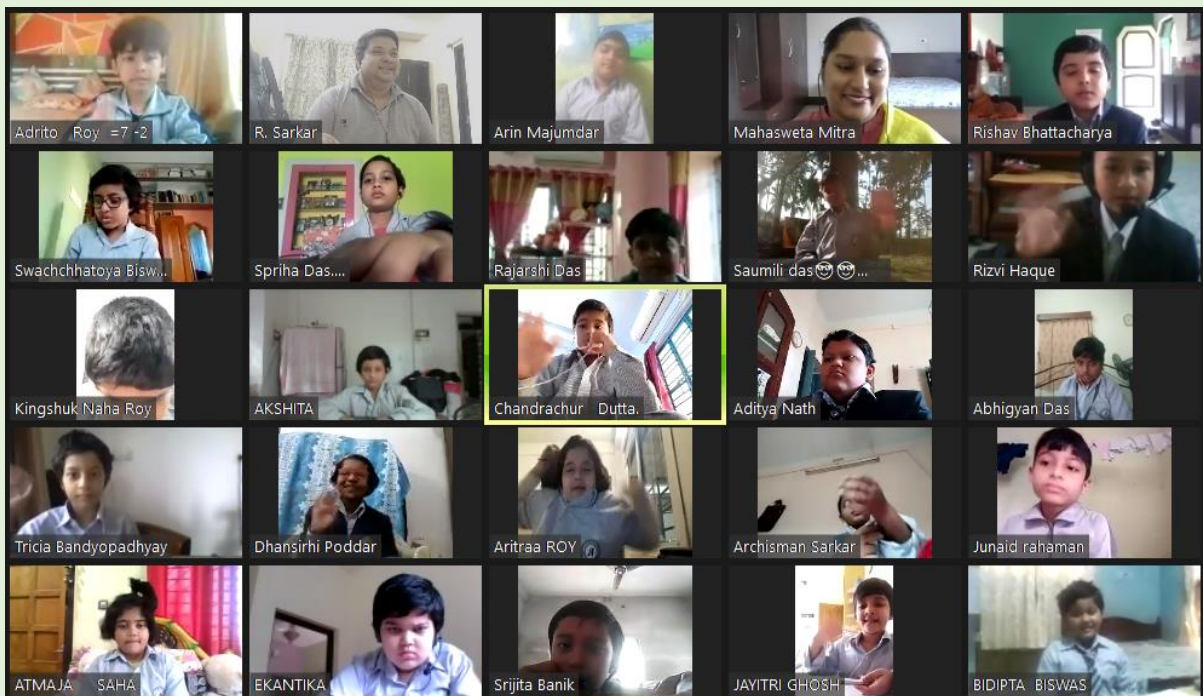 Adrito Roy =7 -2
R. Sarkar
Arin Majumdar
Mahasweta Mitra
Rishav Bhattacharya
Swachchhatoya Bisw...
Spriha Das....
Rajarshi Das
Saumili das🤓🤓...
Rizvi Haque
Kingshuk Naha Roy
AKSHITA
Chandrachur Dutta.
Aditya Nath
Abhigyan Das
Tricia Bandyopadhyay
Dhansirhi Poddar
Aritraa ROY
Archisman Sarkar
Junaid rahaman
ATMAJA SAHA
EKANTIKA
Srijita Banik
JAYITRI GHOSH
BIDIPTA BISWAS